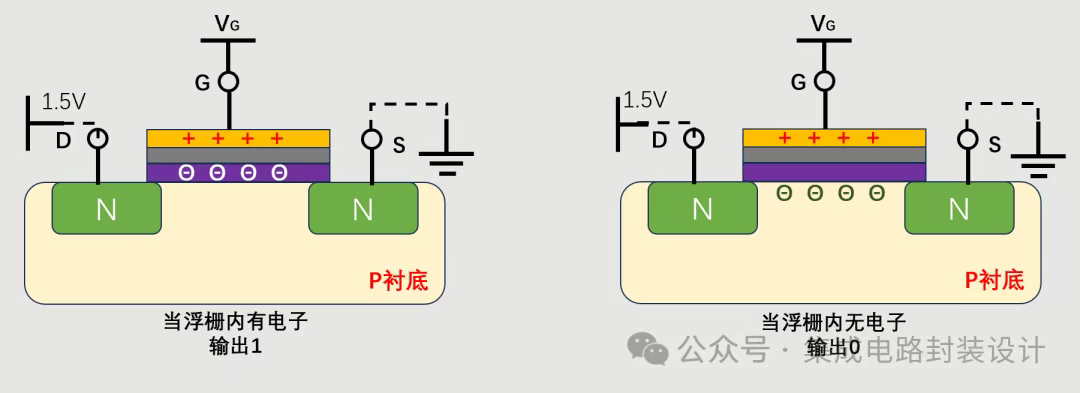 VG
G
1.5V
D
S
+ + + +
N
N
P衬底
当浮栅内有电子
输出1
VG
G
1.5V
D
S
+ + + +
N
N
P衬底
当浮栅内无电子
输出0
公众号 · 集成电路封装设计